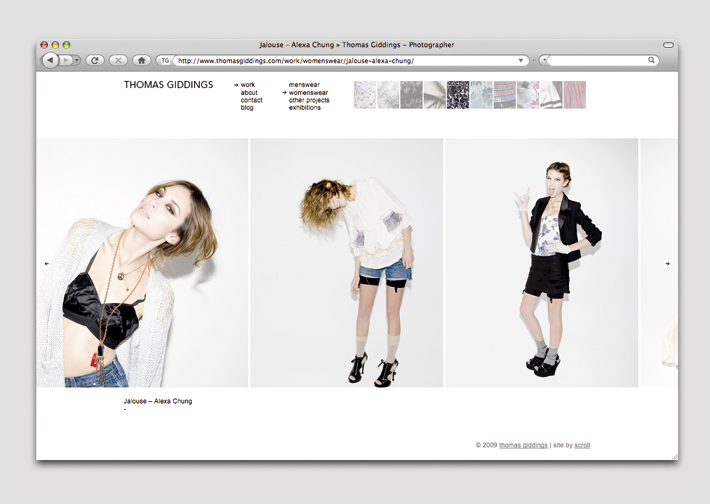 Jalouse – Alexa Chung » Thomas Giddings – Photographer
TG http://www.thomasgiddings.com/work/womenswear/jalouse-alexa-chung/
THOMAS GIDDINGS
→ work
about
contact
blog
menswear
→ womenswear
other projects
exhibitions
←
→
Jalouse – Alexa Chung
-
© 2009 thomas giddings | site by scroll